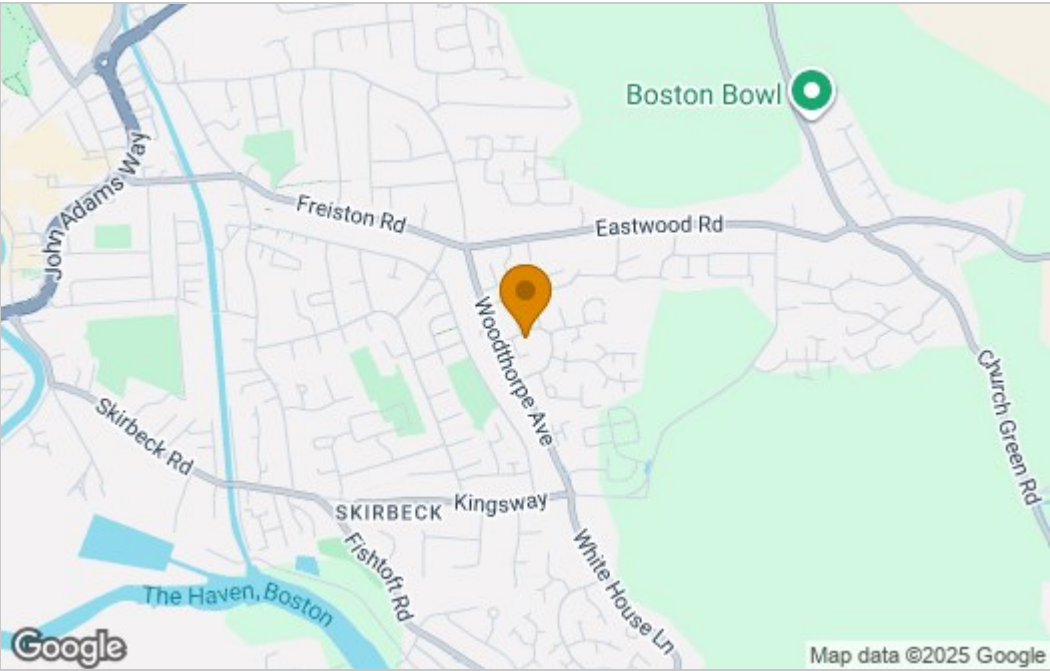 Boston Bowl
John Adams Way
Freiston Rd
Eastwood Rd
Woodthorpe Ave
Church Green Rd
Skirbeck Rd
Kingsway
SKIRBECK
Fishtoft Rd
White House Ln
The Haven, Boston
Google
Map data ©2025 Google